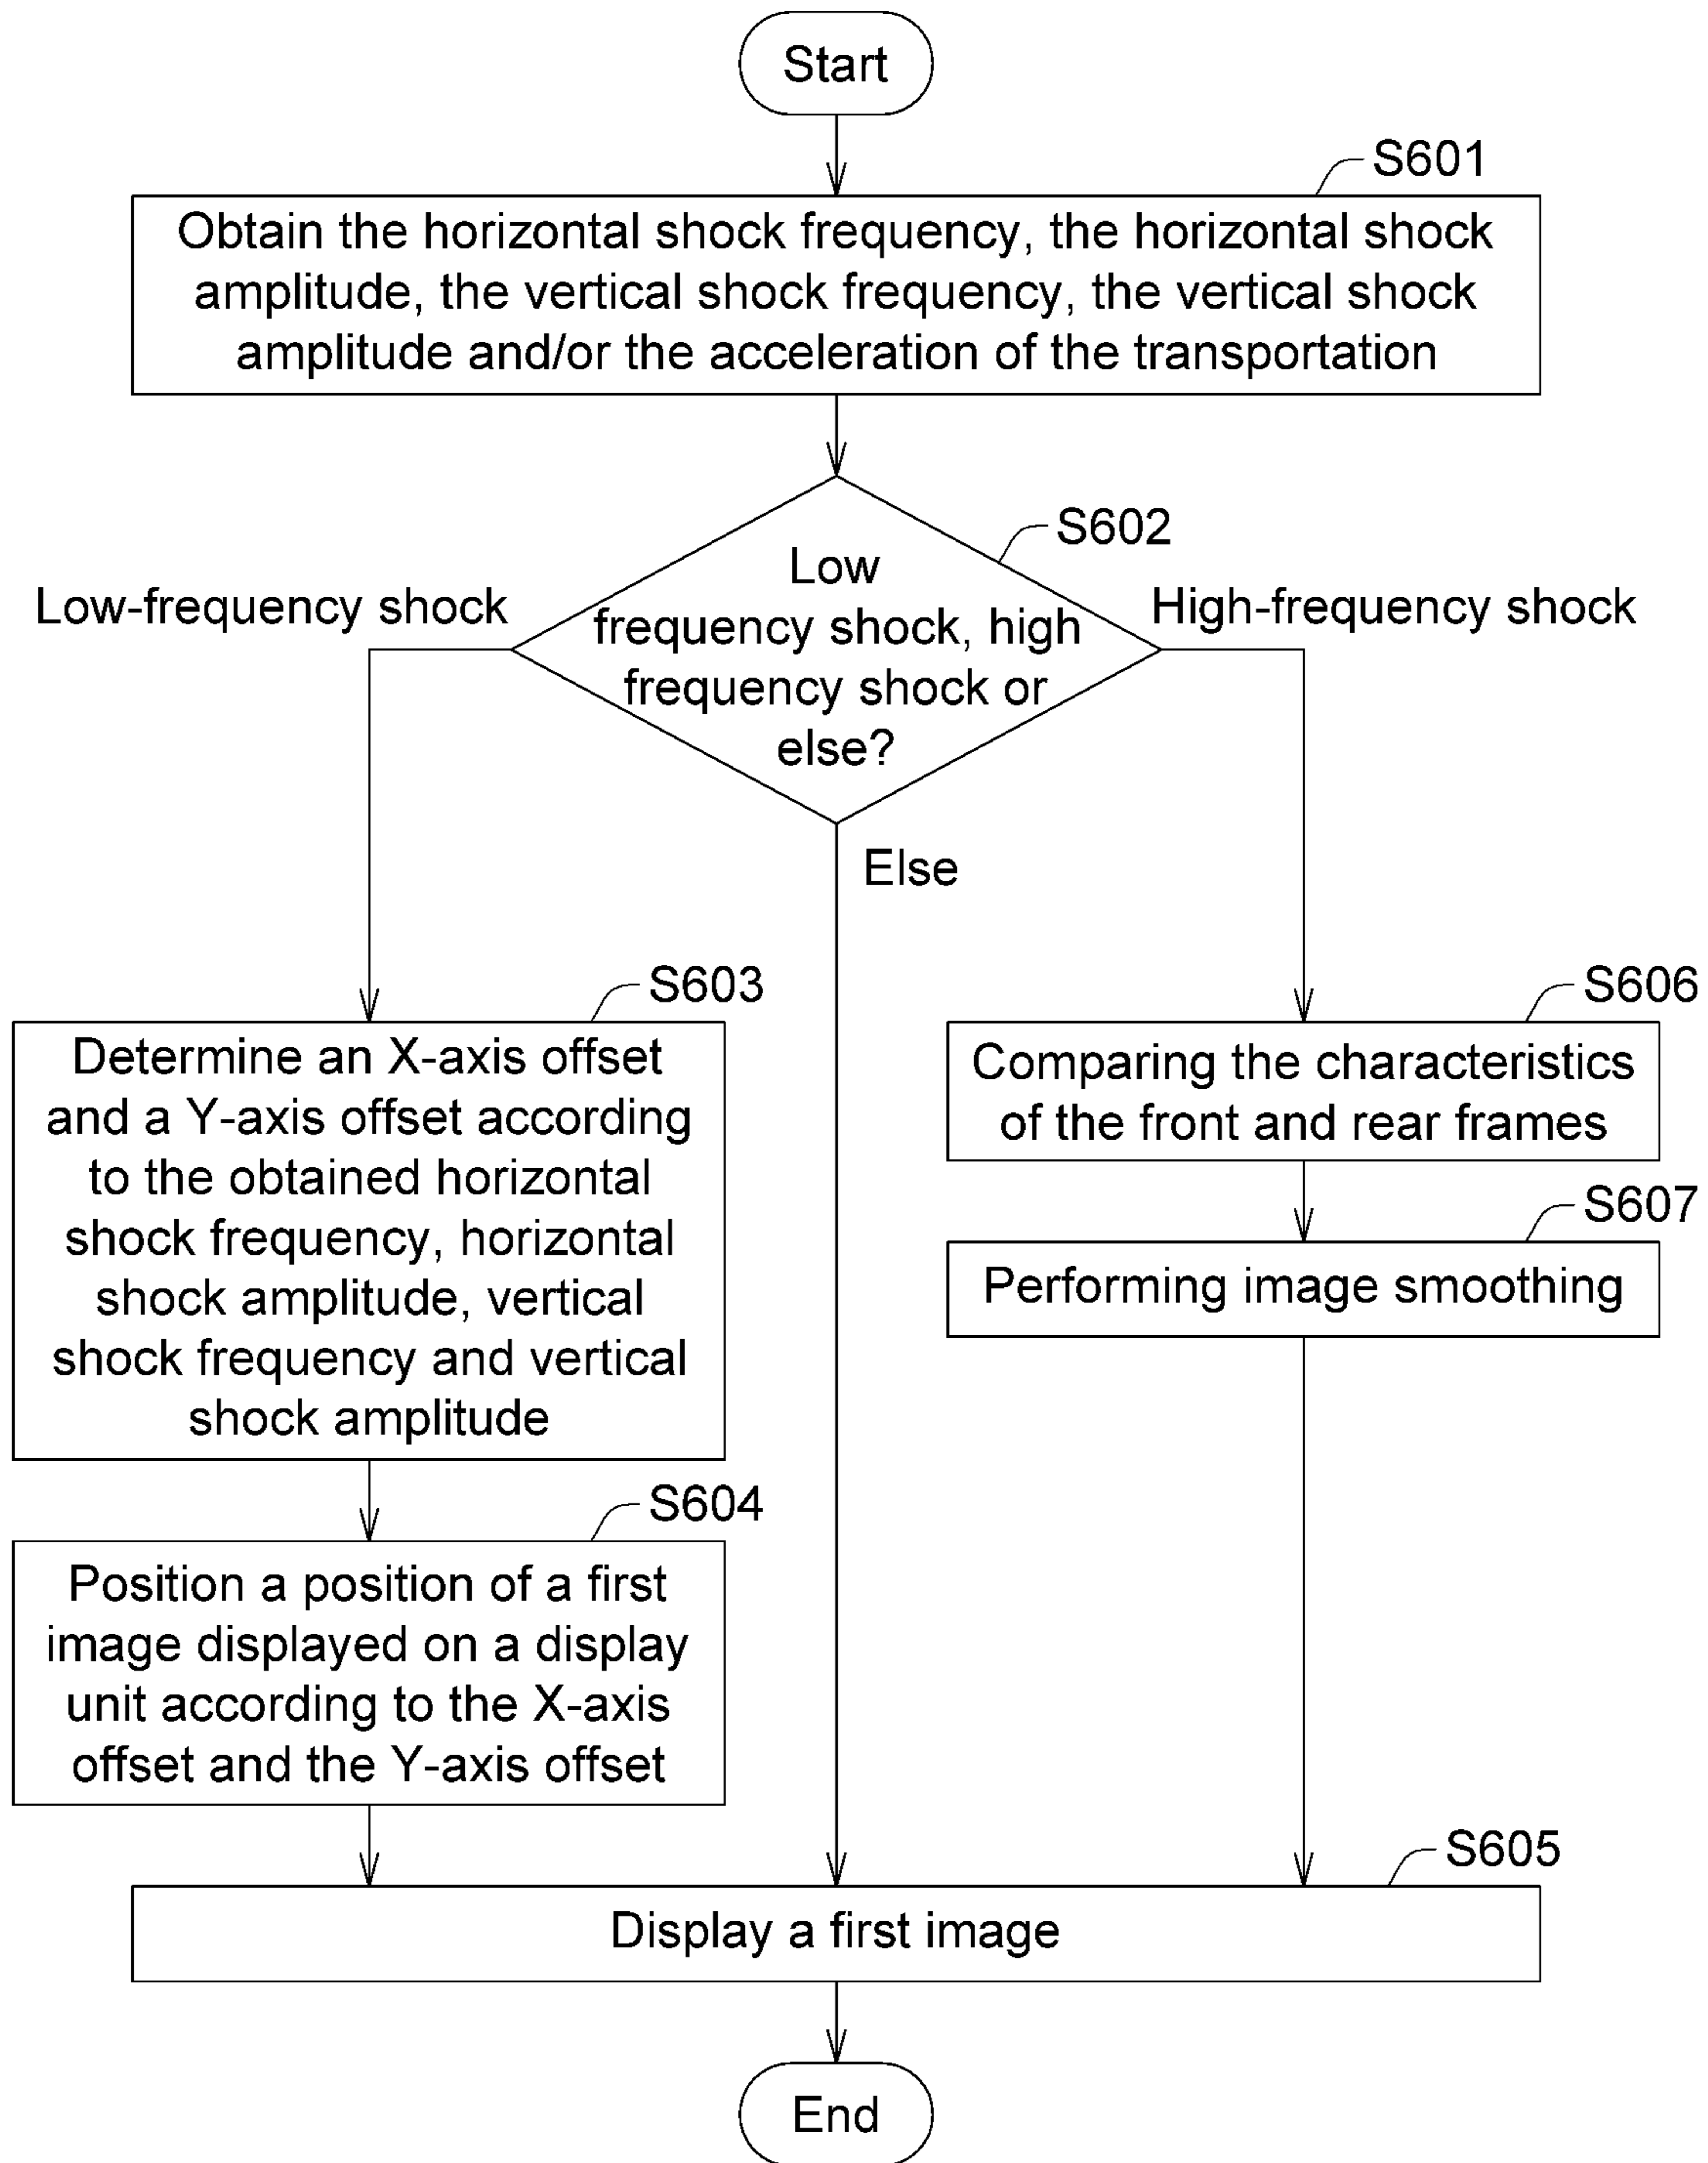 Start
S601
Obtain the horizontal shock frequency, the horizontal shock
amplitude, the vertical shock frequency, the vertical shock
amplitude and/or the acceleration of the transportation
S602
Low
frequency shock, high
frequency shock or
else?
Low-frequency shock
High-frequency shock
Else
S603
Determine an X-axis offset
and a Y-axis offset according
to the obtained horizontal
shock frequency, horizontal
shock amplitude, vertical
shock frequency and vertical
shock amplitude
S604
Position a position of a first
image displayed on a display
unit according to the X-axis
offset and the Y-axis offset
S606
Comparing the characteristics
of the front and rear frames
S607
Performing image smoothing
S605
Display a first image
End